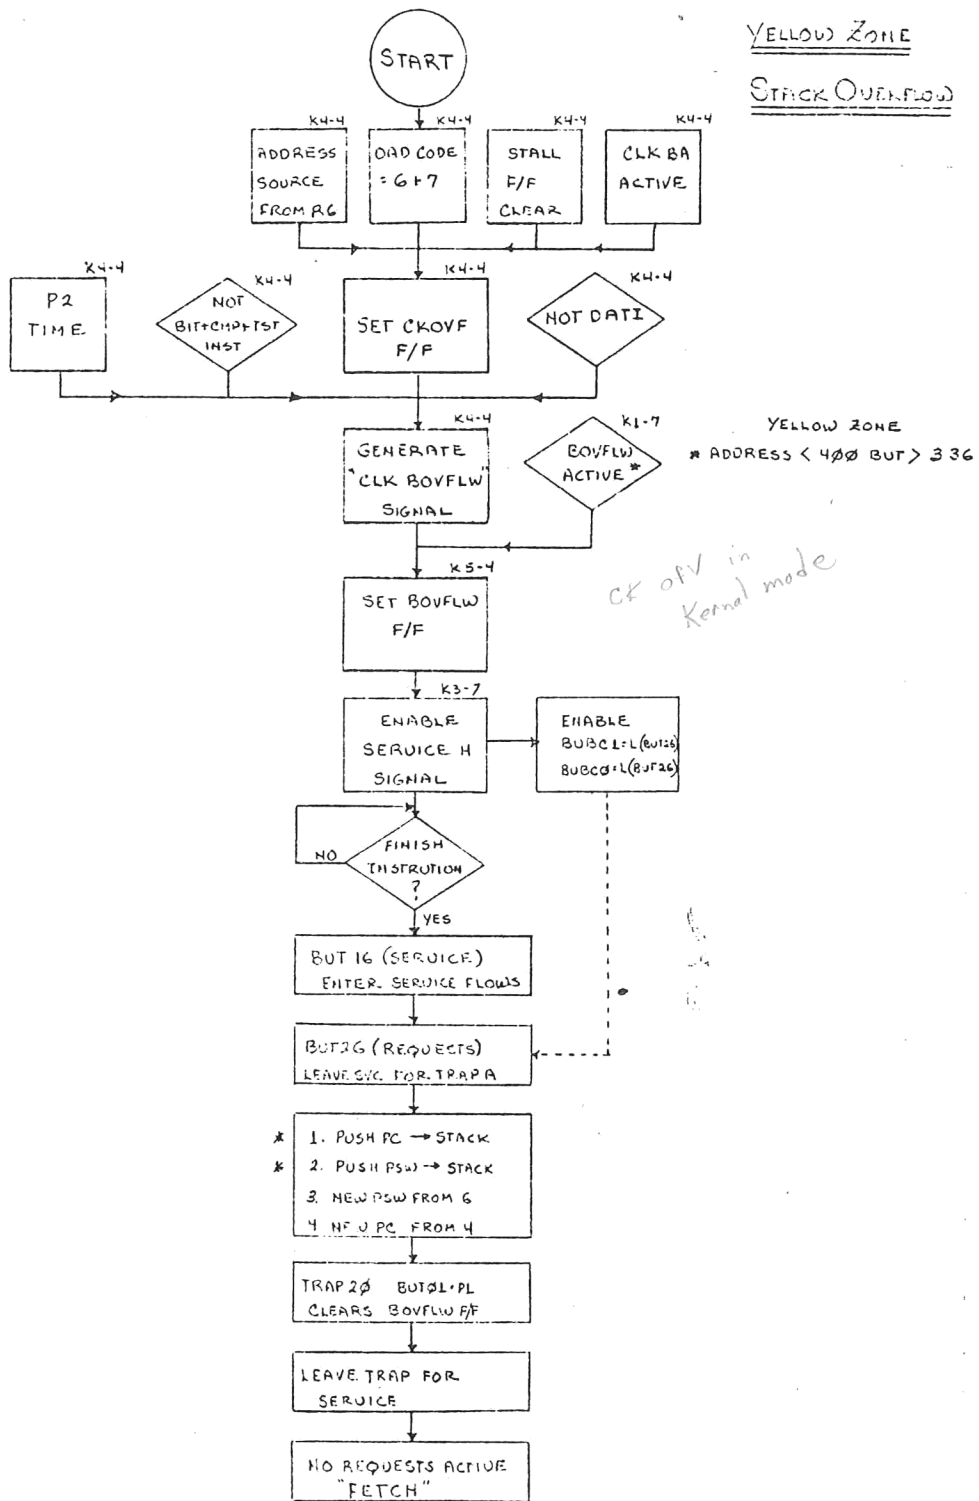 YELLOW ZONE
STACK OVERFLOW
START
K4-4
ADDRESS
SOURCE
FROM R6
K4-4
DAD CODE
= 6+7
K4-4
STALL
F/F
CLEAR
K4-4
CLK BA
ACTIVE
K4-4
P2
TIME
K4-4
NOT
BIT+CMP+TST
INST
K4-4
SET CKOVF
F/F
K4-4
NOT DATI
K4-4
GENERATE
"CLK BOVFLW"
SIGNAL
K1-7
BOVFLW
ACTIVE *
YELLOW ZONE
* ADDRESS < 4ØØ BUT > 336
CK OFV in
Kernal mode
K5-4
SET BOVFLW
F/F
K3-7
ENABLE
SERVICE H
SIGNAL
ENABLE
BUBC1=L(BUT26)
BUBCØ=L(BUT26)
FINISH
INSTRUTION
?
NO
YES
BUT 16 (SERVICE)
ENTER SERVICE FLOWS
BUT26 (REQUESTS)
LEAVE SVC FOR TRAP A
* 1. PUSH PC → STACK
* 2. PUSH PSW → STACK
3. NEW PSW FROM 6
4 NEW PC FROM 4
TRAP 2Ø BUTØ1·P1
CLEARS BOVFLW F/F
LEAVE TRAP FOR
SERVICE
NO REQUESTS ACTIVE
"FETCH"